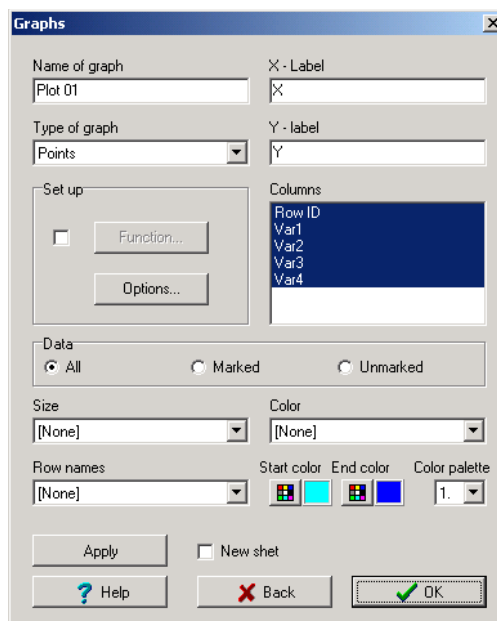 Graphs
Name of graph
X - Label
Plot 01
X
Type of graph
Y - label
Points
Y
Set up
Columns
Function...
Options...
Row ID
Var1
Var2
Var3
Var4
Data
All
Marked
Unmarked
Size
Color
[None]
[None]
Row names
Start color
End color
Color palette
[None]
1.
Apply
New shet
? Help
Back
OK